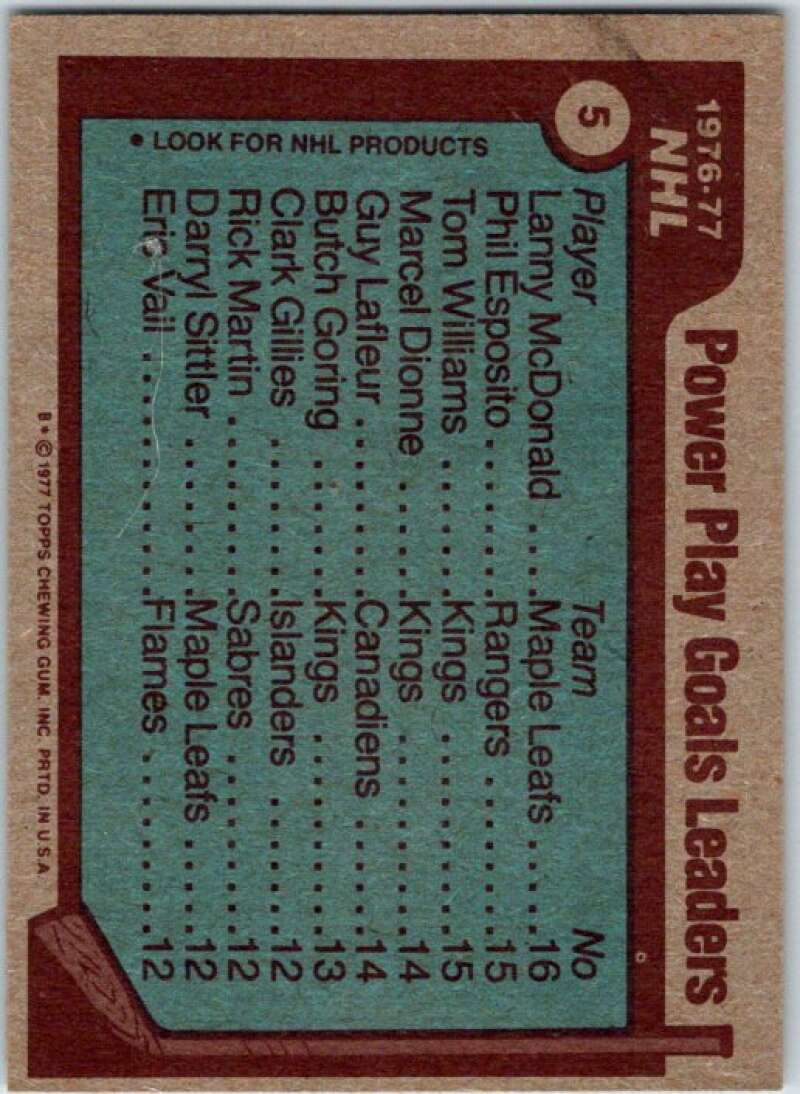 5
1976-77
NHL
Power Play Goals Leaders
• LOOK FOR NHL PRODUCTS
Player Team No
Lanny McDonald . . . . Maple Leafs . . . . . 16
Phil Esposito . . . . . . . Rangers . . . . . . . . 15
Tom Williams . . . . . . Kings . . . . . . . . . . 15
Marcel Dionne . . . . . Kings . . . . . . . . . . 14
Guy Lafleur . . . . . . . . Canadiens . . . . . . 14
Butch Goring . . . . . . Kings . . . . . . . . . . 13
Clark Gillies . . . . . . . Islanders . . . . . . . 12
Rick Martin . . . . . . . . Sabres . . . . . . . . . 12
Darryl Sittler . . . . . . . Maple Leafs . . . . . 12
Eric Vail . . . . . . . . . . . Flames . . . . . . . . . 12
B * © 1977 TOPPS CHEWING GUM, INC. PRTD. IN U.S.A.